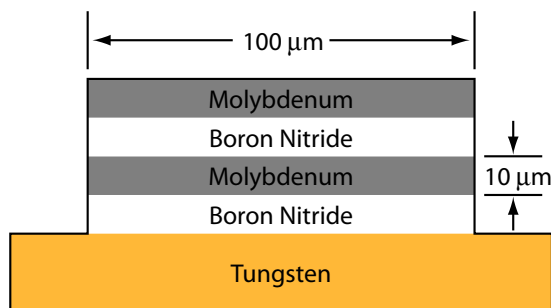 100 μm
Molybdenum
Boron Nitride
Molybdenum
10 μm
Boron Nitride
Tungsten